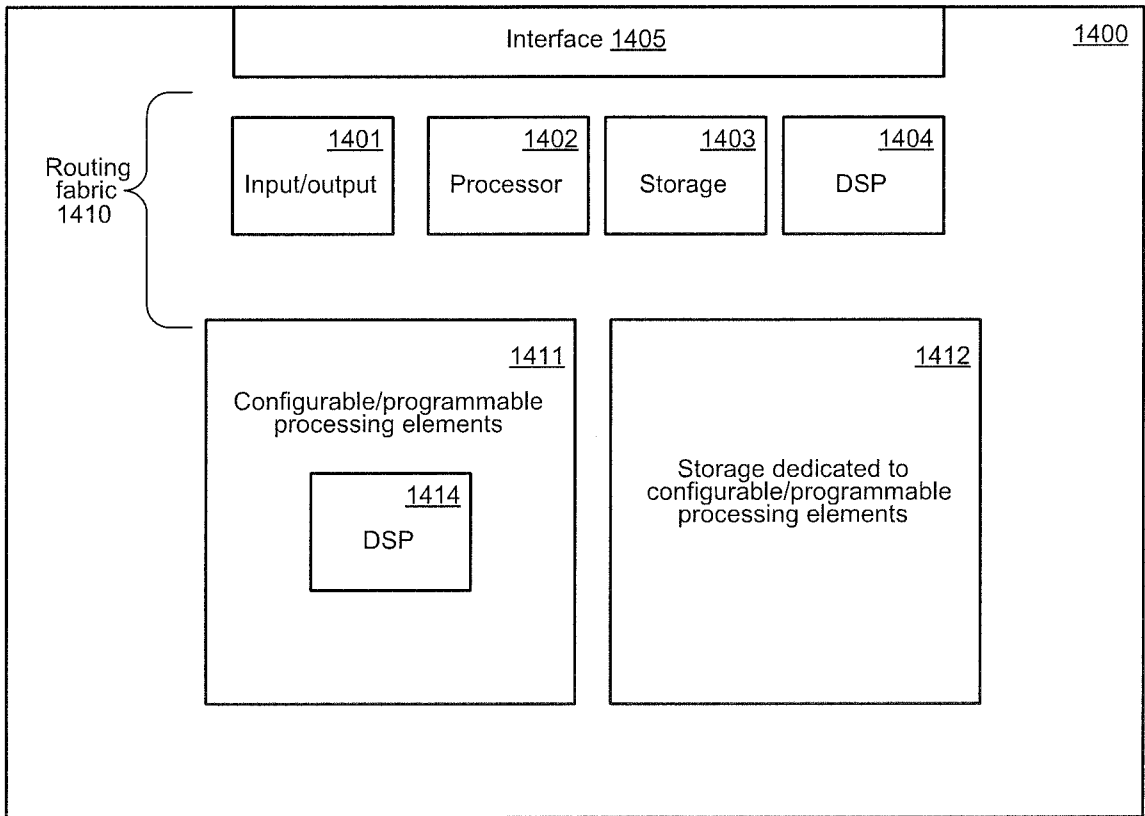 Interface 1405
1400
Routing
fabric
1410
1401
Input/output
1402
Processor
1403
Storage
1404
DSP
1411
Configurable/programmable
processing elements
1414
DSP
1412
Storage dedicated to
configurable/programmable
processing elements